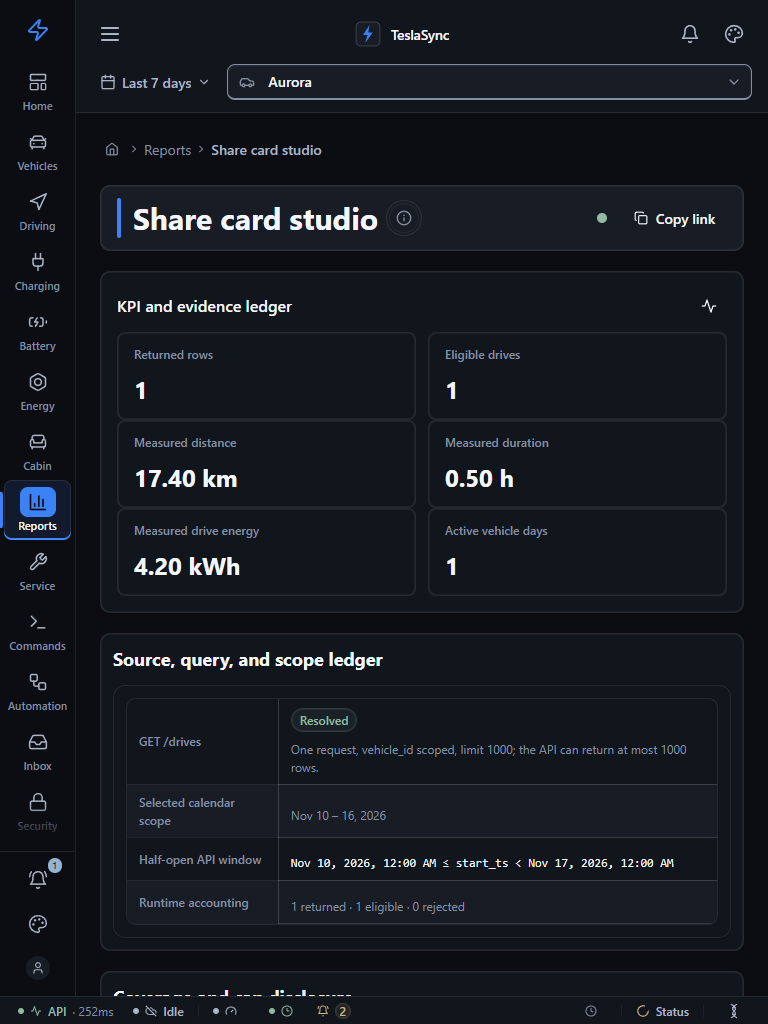 TeslaSync
Last 7 days
Aurora
Home
Vehicles
Driving
Charging
Battery
Energy
Cabin
Reports
Service
Commands
Automation
Inbox
Security
1
Reports
Share card studio
Share card studio
Copy link
KPI and evidence ledger
Returned rows
1
Eligible drives
1
Measured distance
17.40 km
Measured duration
0.50 h
Measured drive energy
4.20 kWh
Active vehicle days
1
Source, query, and scope ledger
GET /drives
Resolved
One request, vehicle_id scoped, limit 1000; the API can return at most 1000
rows.
Selected calendar
scope
Nov 10 – 16, 2026
Half-open API window
Nov 10, 2026, 12:00 AM ≤ start_ts < Nov 17, 2026, 12:00 AM
Runtime accounting
1 returned · 1 eligible · 0 rejected
Coverage and cap disclosure
API · 252ms
Idle
2
Status